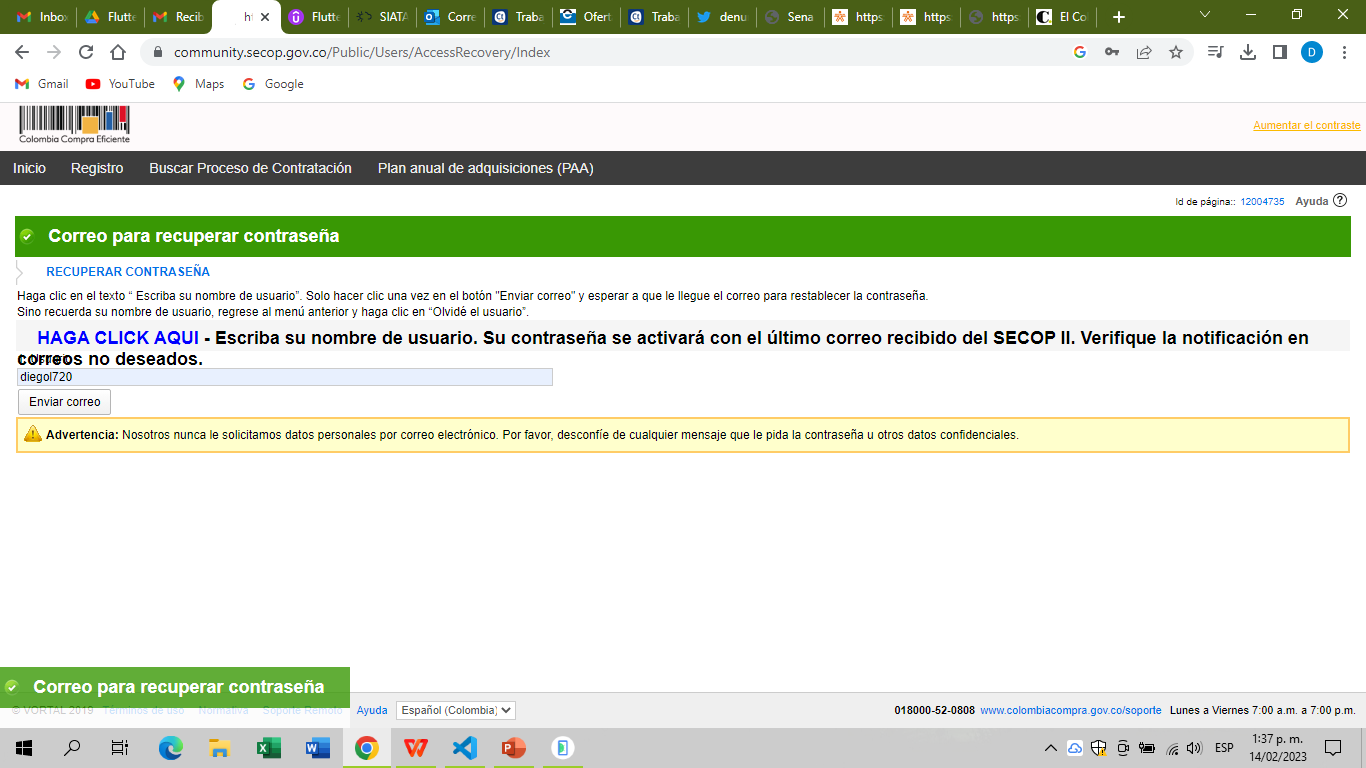 Inbox
Flutte
Recib
ht
Flutte
SIATA
Corre
Traba
Ofert
Traba
denu
Sena
https
https
https
El Co
community.secop.gov.co/Public/Users/AccessRecovery/Index
D
Gmail
YouTube
Maps
Google
Colombia Compra Eficiente
Aumentar el contraste
Inicio
Registro
Buscar Proceso de Contratación
Plan anual de adquisiciones (PAA)
Id de página:: 12004735
Ayuda
Correo para recuperar contraseña
RECUPERAR CONTRASEÑA
Haga clic en el texto “ Escriba su nombre de usuario”. Solo hacer clic una vez en el botón "Enviar correo" y esperar a que le llegue el correo para restablecer la contraseña.
Sino recuerda su nombre de usuario, regrese al menú anterior y haga clic en “Olvidé el usuario”.
HAGA CLICK AQUI - Escriba su nombre de usuario. Su contraseña se activará con el último correo recibido del SECOP II. Verifique la notificación en
correos no deseados.
diegol720
Enviar correo
Advertencia: Nosotros nunca le solicitamos datos personales por correo electrónico. Por favor, desconfíe de cualquier mensaje que le pida la contraseña u otros datos confidenciales.
Correo para recuperar contraseña
© VORTAL 2019 Términos de uso Normativa Soporte Remoto Ayuda Español (Colombia)
018000-52-0808 www.colombiacompra.gov.co/soporte Lunes a Viernes 7:00 a.m. a 7:00 p.m.
ESP
1:37 p. m.
14/02/2023